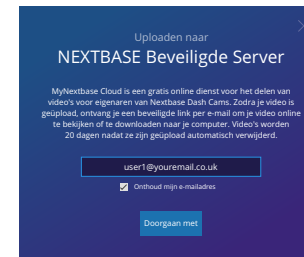 Uploaden naar
NEXTBASE Beveiligde Server
MyNextbase Cloud is een gratis online dienst voor het delen van
video's voor eigenaren van Nextbase Dash Cams. Zodra je video is
geüpload, ontvang je een beveiligde link per e-mail om je video online
te bekijken of te downloaden naar je computer. Video's worden
20 dagen nadat ze zijn geüpload automatisch verwijderd.
user1@youremail.co.uk
Onthoud mijn e-mailadres
Doorgaan met